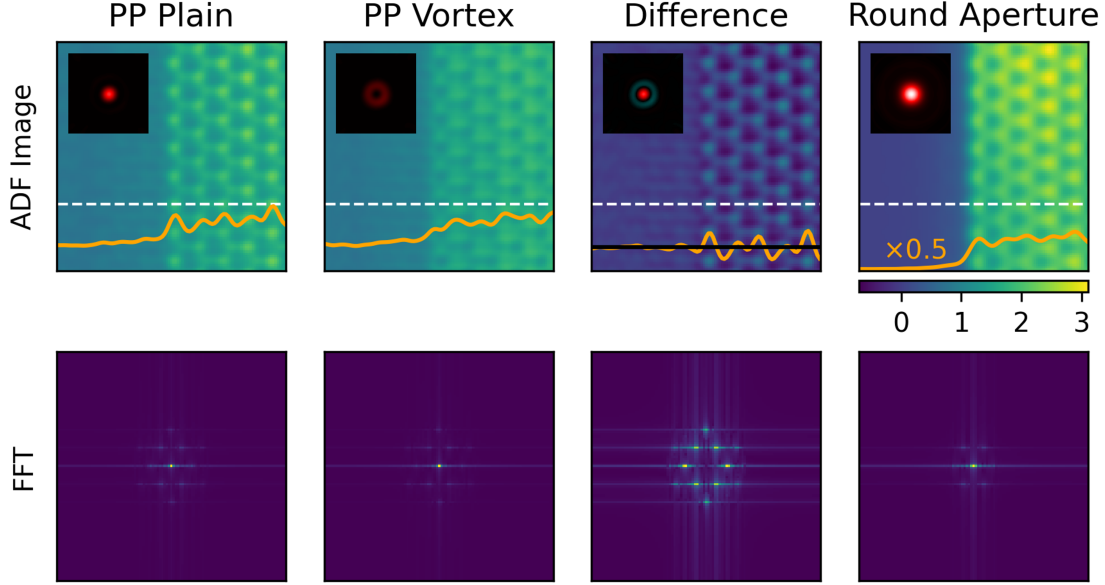 PP Plain
PP Vortex
Difference
Round Aperture
ADF Image
×0.5
0 1 2 3
FFT